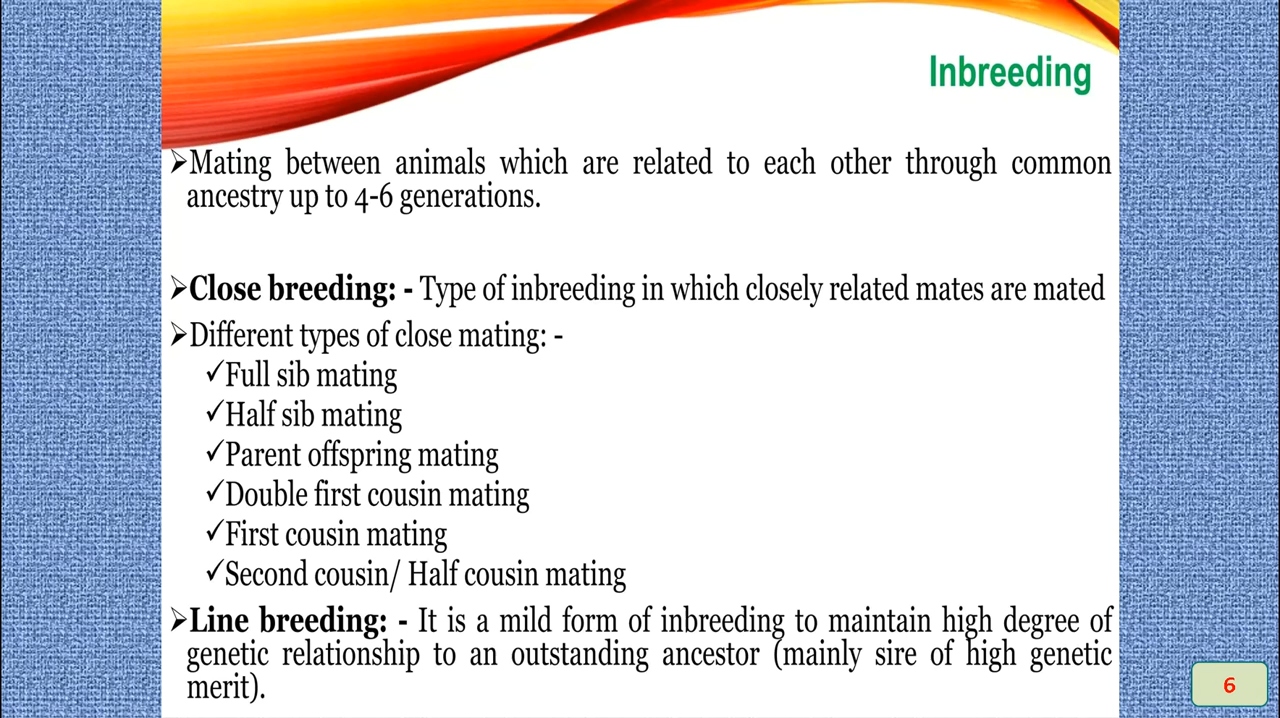 Inbreeding
➢Mating between animals which are related to each other through common
ancestry up to 4-6 generations.
➢Close breeding: - Type of inbreeding in which closely related mates are mated
➢Different types of close mating: -
✓Full sib mating
✓Half sib mating
✓Parent offspring mating
✓Double first cousin mating
✓First cousin mating
✓Second cousin/ Half cousin mating
➢Line breeding: - It is a mild form of inbreeding to maintain high degree of
genetic relationship to an outstanding ancestor (mainly sire of high genetic
merit).
6